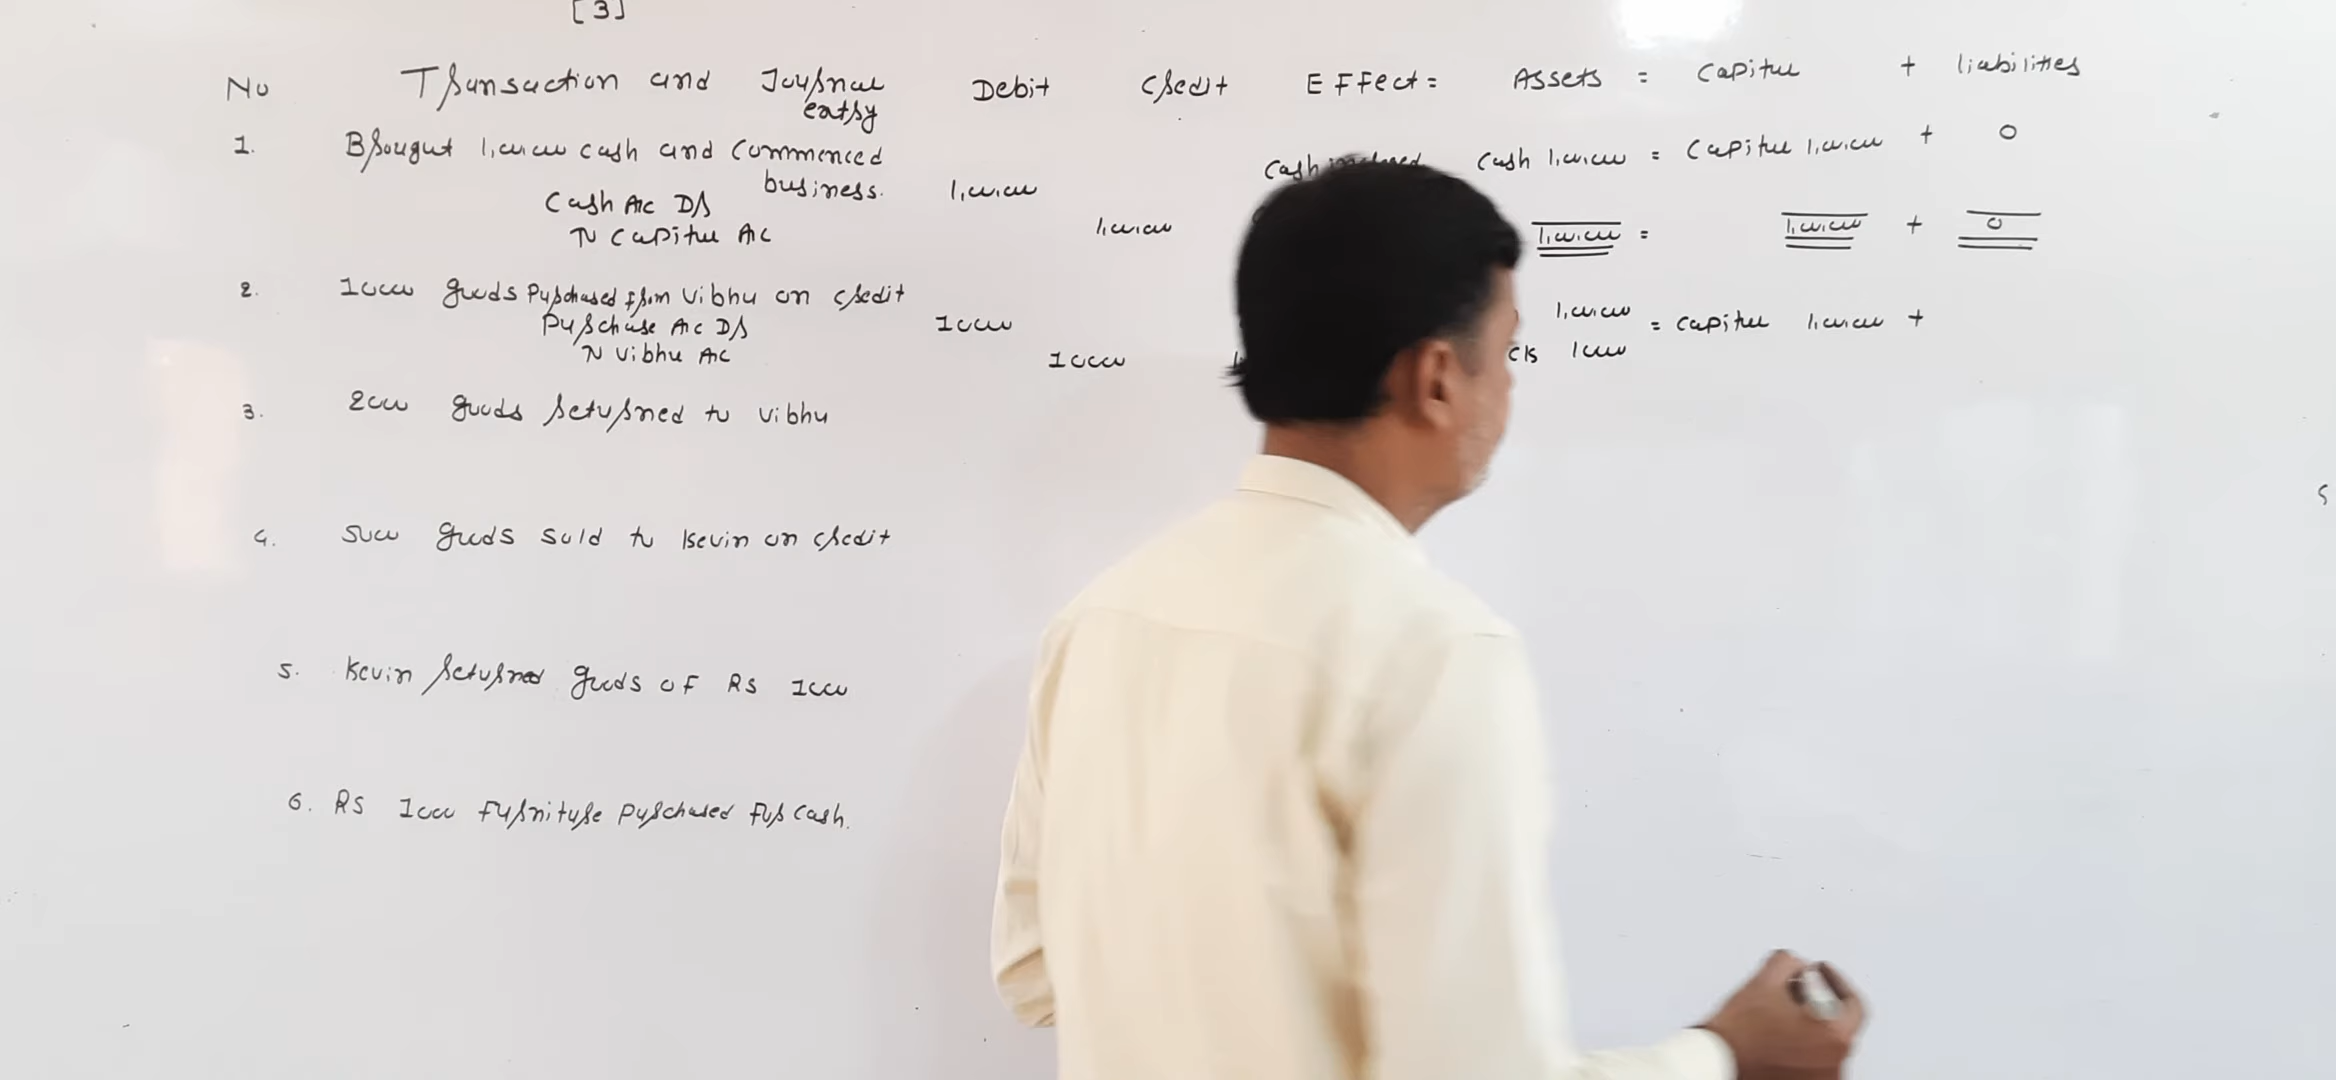 [3]
No Transaction and Journal entry Debit Credit Effect = Assets = Capital + liabilities
1. Brought 1,00,000 cash and commenced business. Cash 1,00,000 = Capital 1,00,000 + 0
Cash A/c Dr 1,00,000
To Capital A/c 1,00,000 1,00,000 = 1,00,000 + 0
2. 10000 goods purchased from Vibhu on credit 1,00,000 = Capital 1,00,000 +
Purchase A/c Dr 10000
To Vibhu A/c 10000
3. 2000 goods returned to Vibhu
4. 5000 goods sold to Kevin on credit
5. Kevin returned goods of RS 1000
6. RS 1000 furniture purchased for cash.